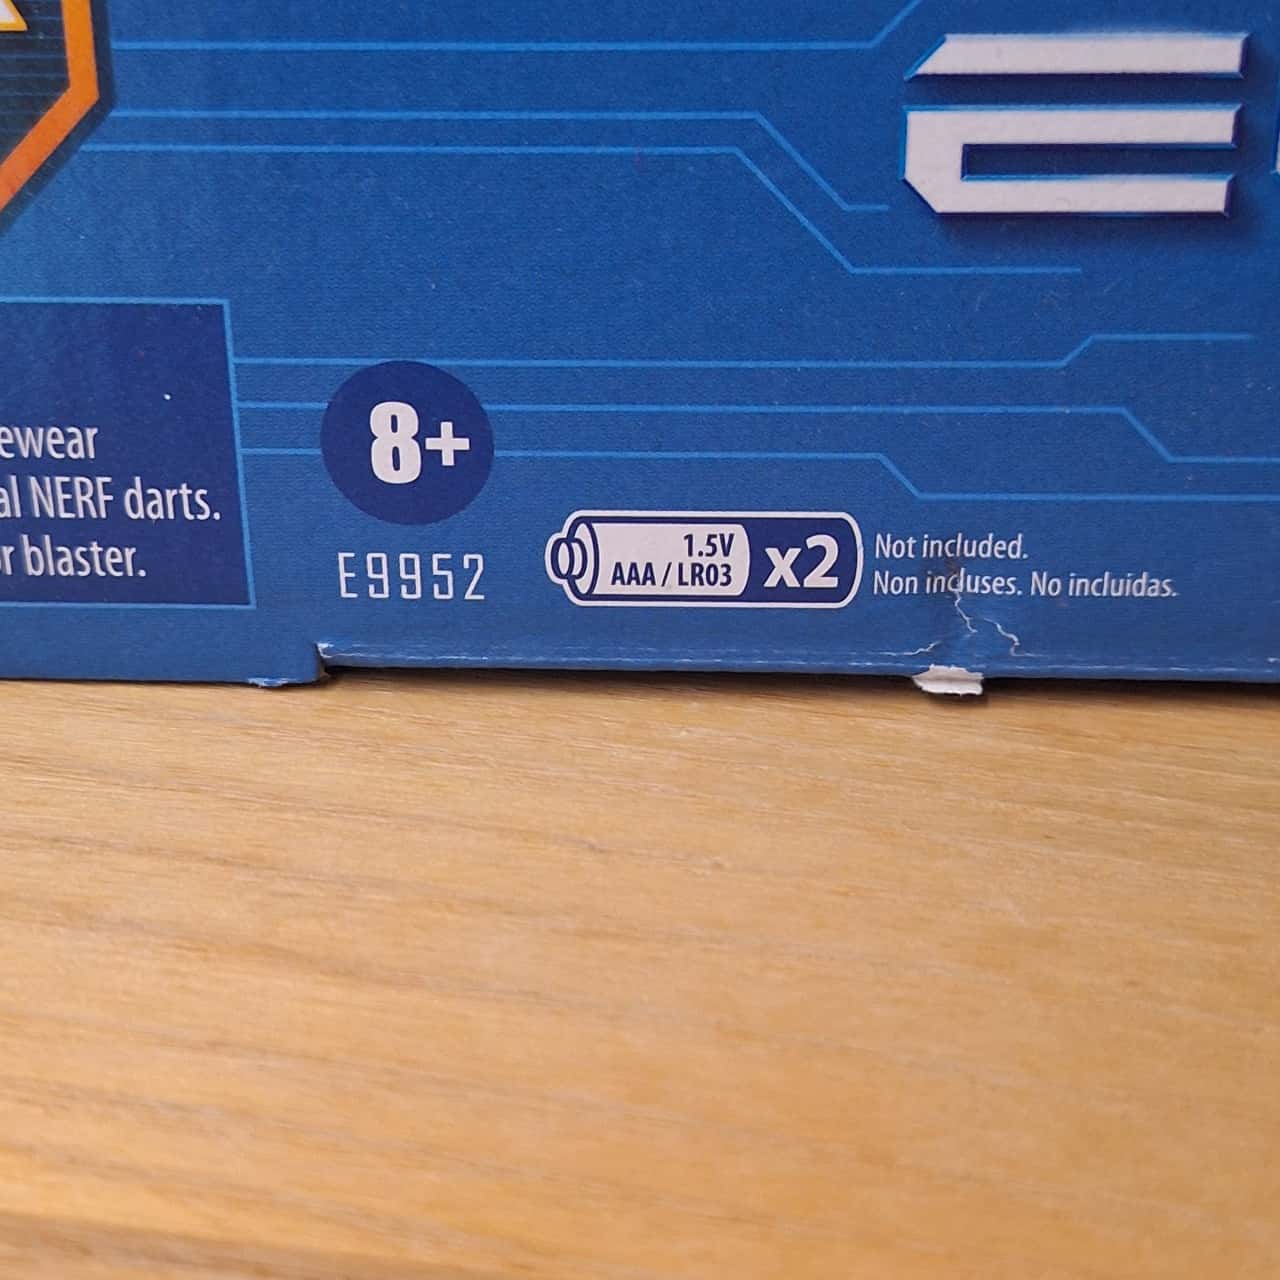 8+
ewear
al NERF darts.
r blaster.
E9952
1.5V
AAA / LR03
x2
Not included.
Non incluses. No incluidas.